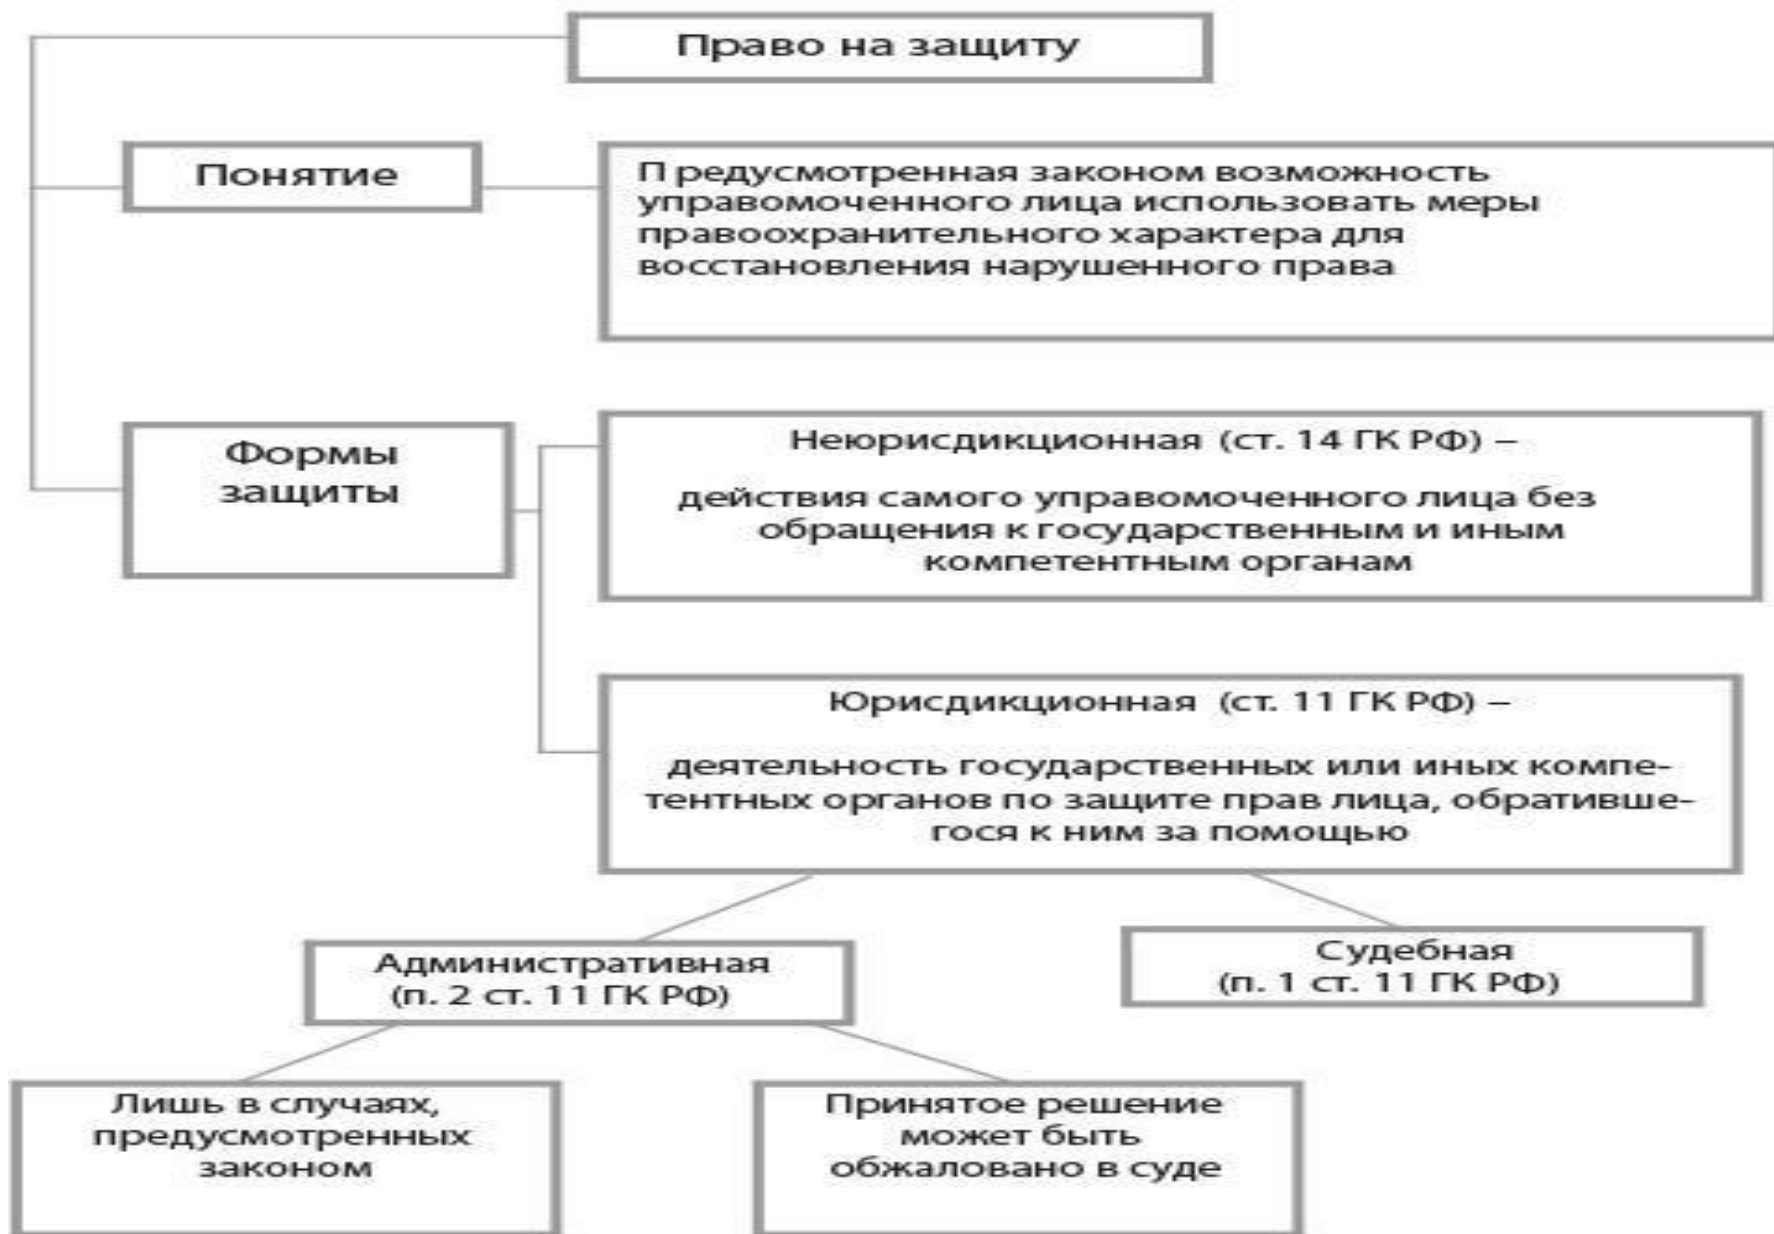 Право на защиту
Понятие
П редусмотренная законом возможность
управомоченного лица использовать меры
правоохранительного характера для
восстановления нарушенного права
Формы
защиты
Неюрисдикционная (ст. 14 ГК РФ) –
действия самого управомоченного лица без
обращения к государственным и иным
компетентным органам
Юрисдикционная (ст. 11 ГК РФ) –
деятельность государственных или иных компе-
тентных органов по защите прав лица, обративше-
гося к ним за помощью
Административная
(п. 2 ст. 11 ГК РФ)
Судебная
(п. 1 ст. 11 ГК РФ)
Лишь в случаях,
предусмотренных
законом
Принятое решение
может быть
обжаловано в суде